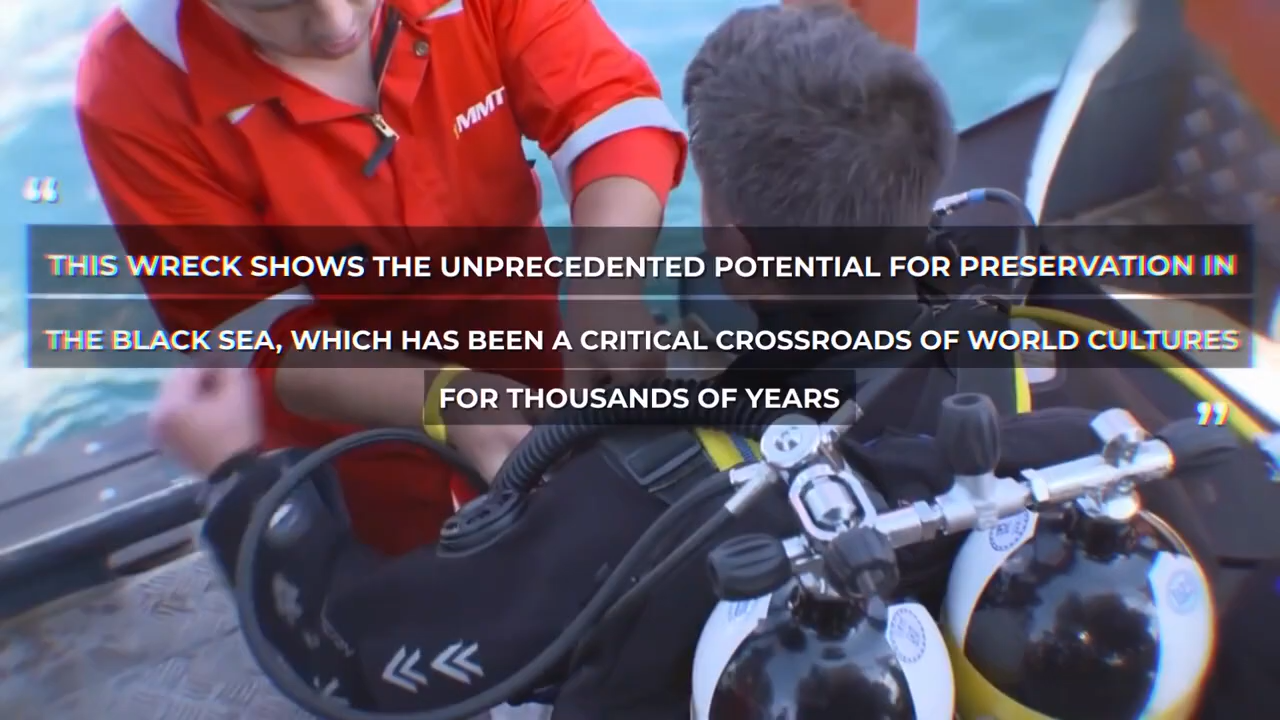 MMT
“
THIS WRECK SHOWS THE UNPRECEDENTED POTENTIAL FOR PRESERVATION IN
THE BLACK SEA, WHICH HAS BEEN A CRITICAL CROSSROADS OF WORLD CULTURES
FOR THOUSANDS OF YEARS
”